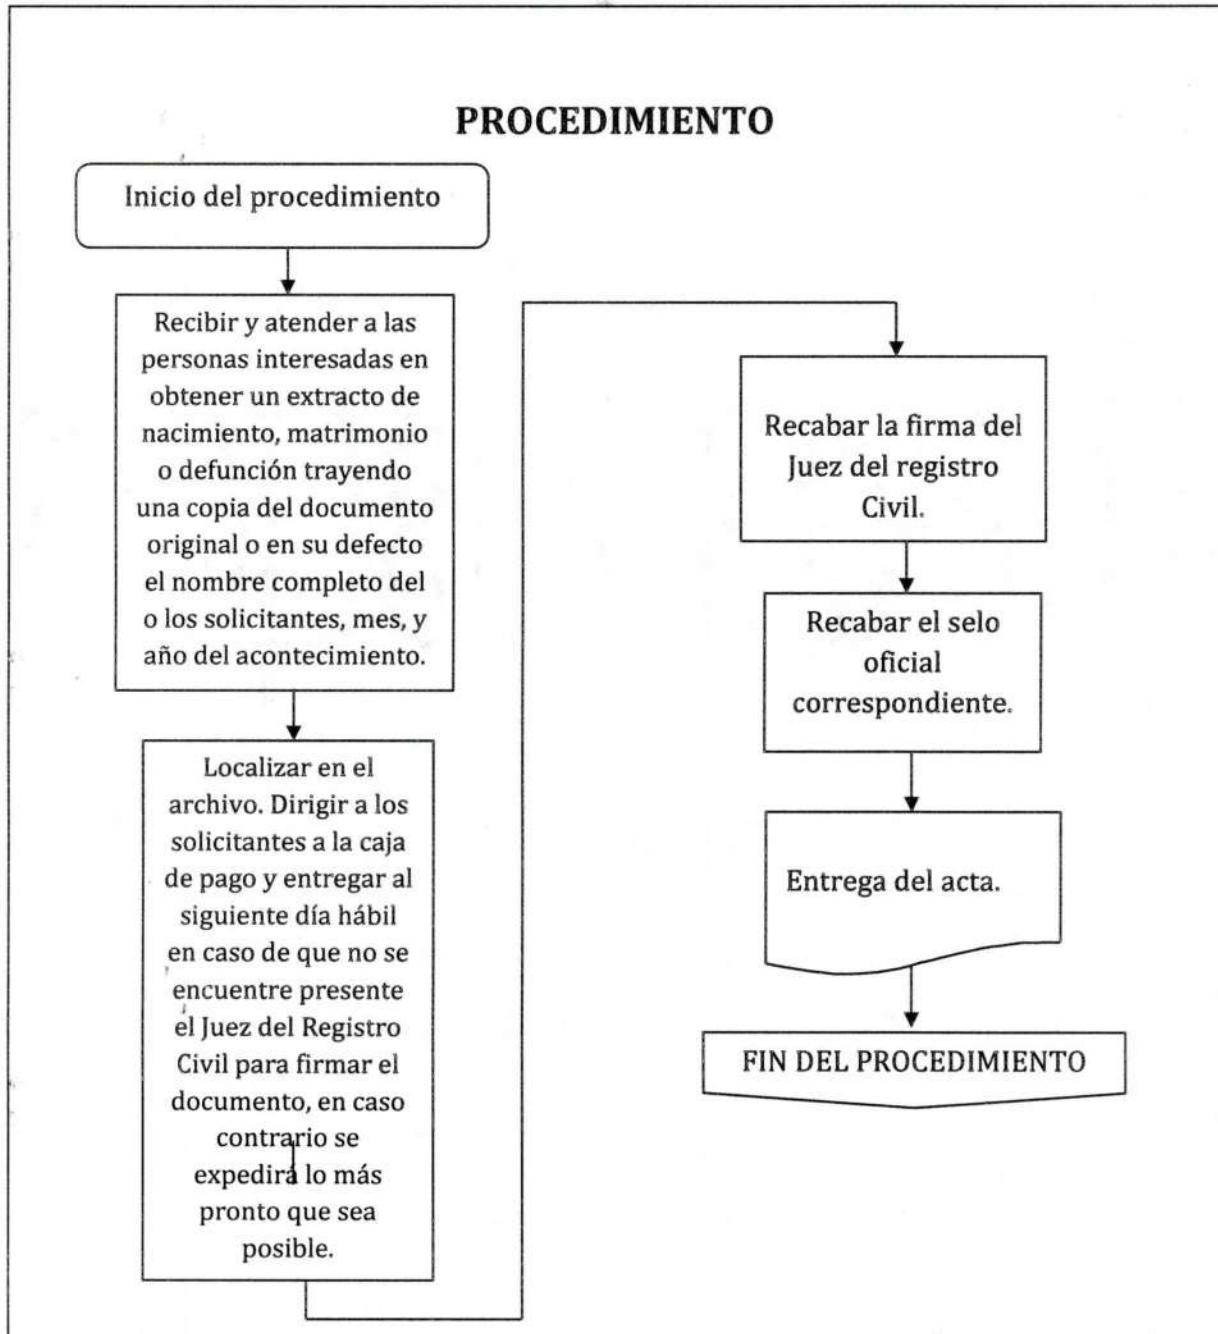 PROCEDIMIENTO
Inicio del procedimiento
Recibir y atender a las
personas interesadas en
obtener un extracto de
nacimiento, matrimonio
o defunción trayendo
una copia del documento
original o en su defecto
el nombre completo del
o los solicitantes, mes, y
año del acontecimiento.
Localizar en el
archivo. Dirigir a los
solicitantes a la caja
de pago y entregar al
siguiente día hábil
en caso de que no se
encuentre presente
el Juez del Registro
Civil para firmar el
documento, en caso
contrario se
expedirá lo más
pronto que sea
posible.
Recabar la firma del
Juez del registro
Civil.
Recabar el selo
oficial
correspondiente.
Entrega del acta.
FIN DEL PROCEDIMIENTO